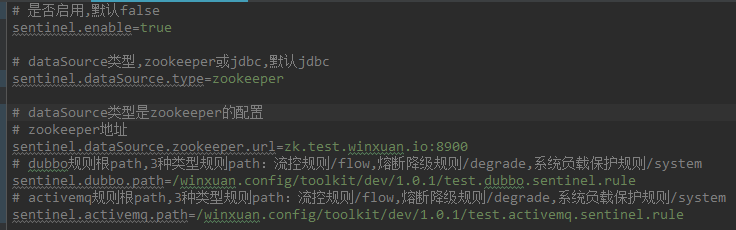 # 是否启用,默认false
sentinel.enable=true
# dataSource类型,zookeeper或jdbc,默认jdbc
sentinel.dataSource.type=zookeeper
# dataSource类型是zookeeper的配置
# zookeeper地址
sentinel.dataSource.zookeeper.url=zk.test.winxuan.io:8900
# dubbo规则根path,3种类型规则path：流控规则/flow,熔断降级规则/degrade,系统负载保护规则/system
sentinel.dubbo.path=/winxuan.config/toolkit/dev/1.0.1/test.dubbo.sentinel.rule
# activemq规则根path,3种类型规则path：流控规则/flow,熔断降级规则/degrade,系统负载保护规则/system
sentinel.activemq.path=/winxuan.config/toolkit/dev/1.0.1/test.activemq.sentinel.rule